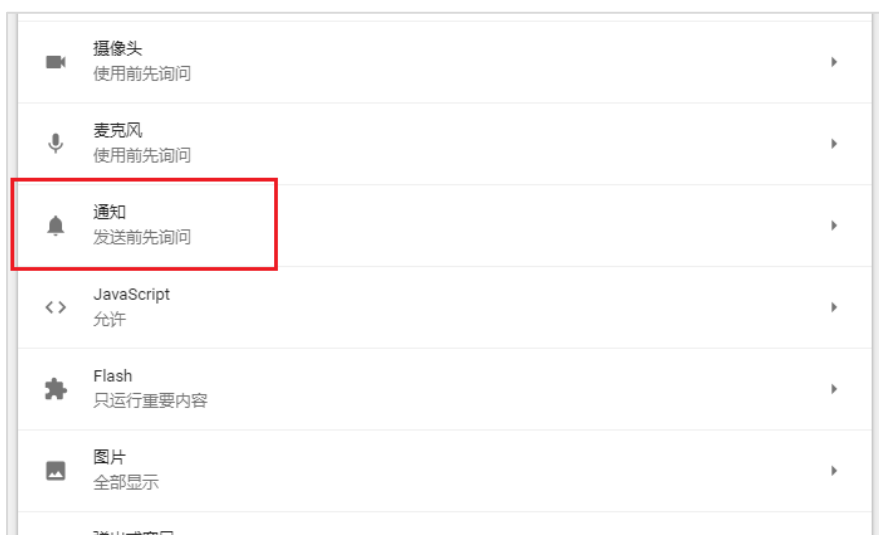 摄像头
使用前先询问
麦克风
使用前先询问
通知
发送前先询问
JavaScript
允许
Flash
只运行重要内容
图片
全部显示